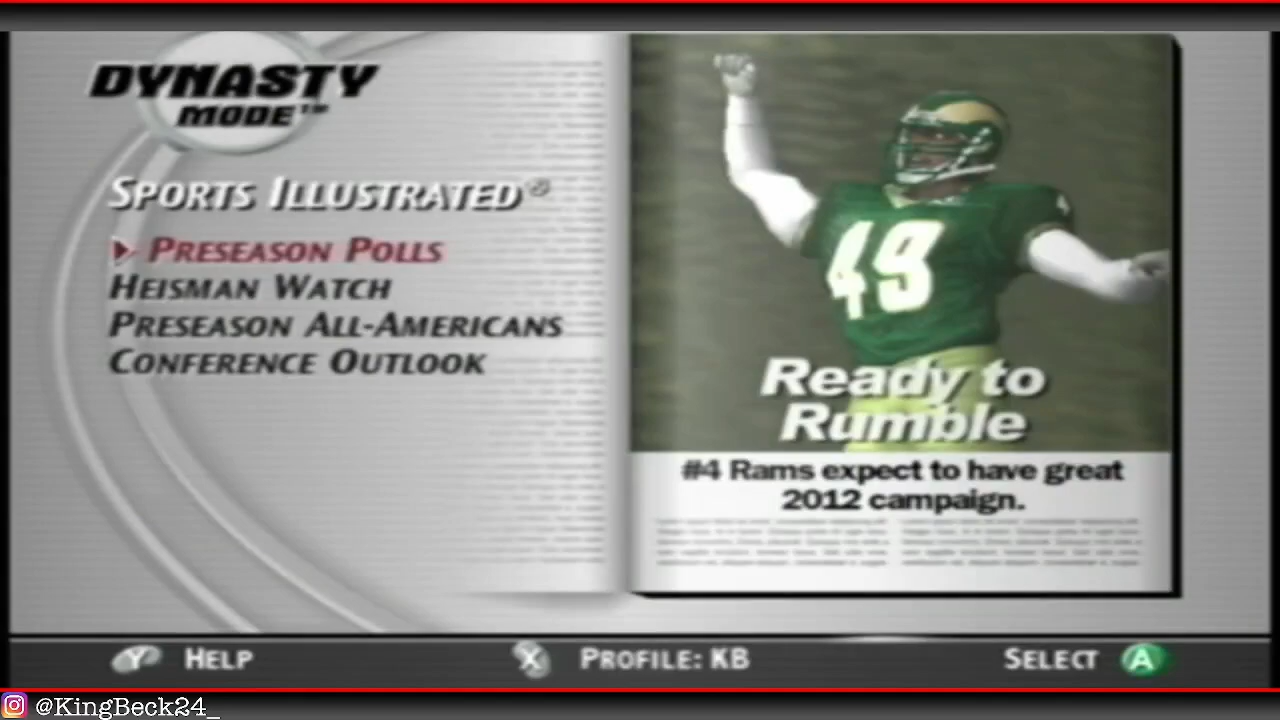 DYNASTY
MODE™
SPORTS ILLUSTRATED®
PRESEASON POLLS
HEISMAN WATCH
PRESEASON ALL-AMERICANS
CONFERENCE OUTLOOK
49
Ready to
Rumble
#4 Rams expect to have great
2012 campaign.
Y HELP
X PROFILE: KB
SELECT A
@KingBeck24_